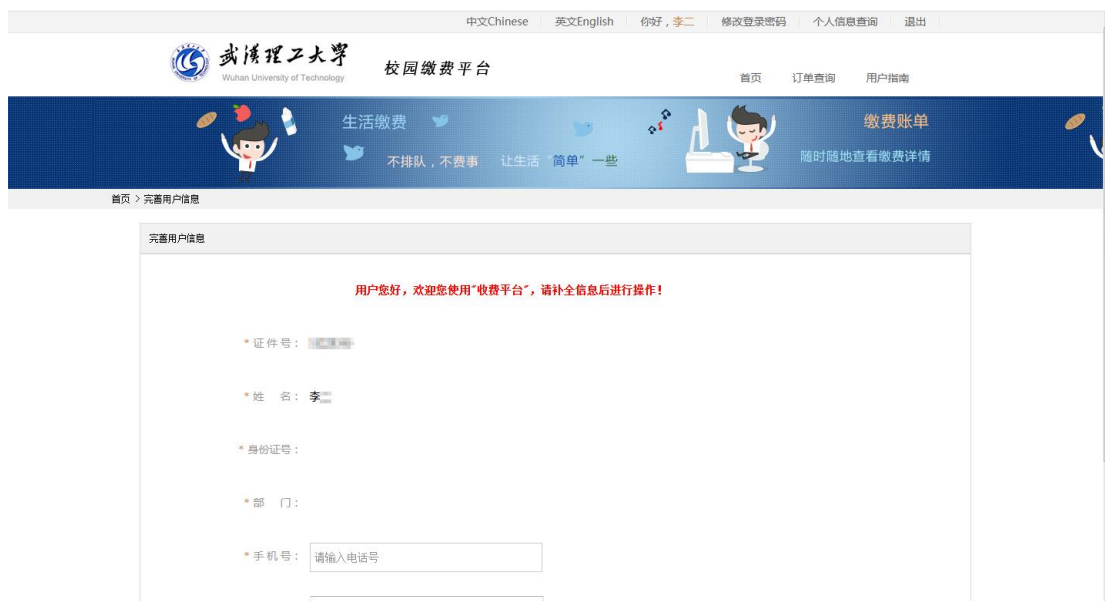 中文Chinese 英文English 你好，李二 修改登录密码 个人信息查询 退出
武汉理工大学
Wuhan University of Technology
校园缴费平台
首页 订单查询 用户指南
生活缴费
不排队，不费事 让生活“简单”一些
缴费账单
随时随地查看缴费详情
首页 > 完善用户信息
完善用户信息
用户您好，欢迎您使用"收费平台"，请补全信息后进行操作！
* 证件号：
* 姓 名： 李
* 身份证号：
* 部 门：
* 手机号： 请输入电话号